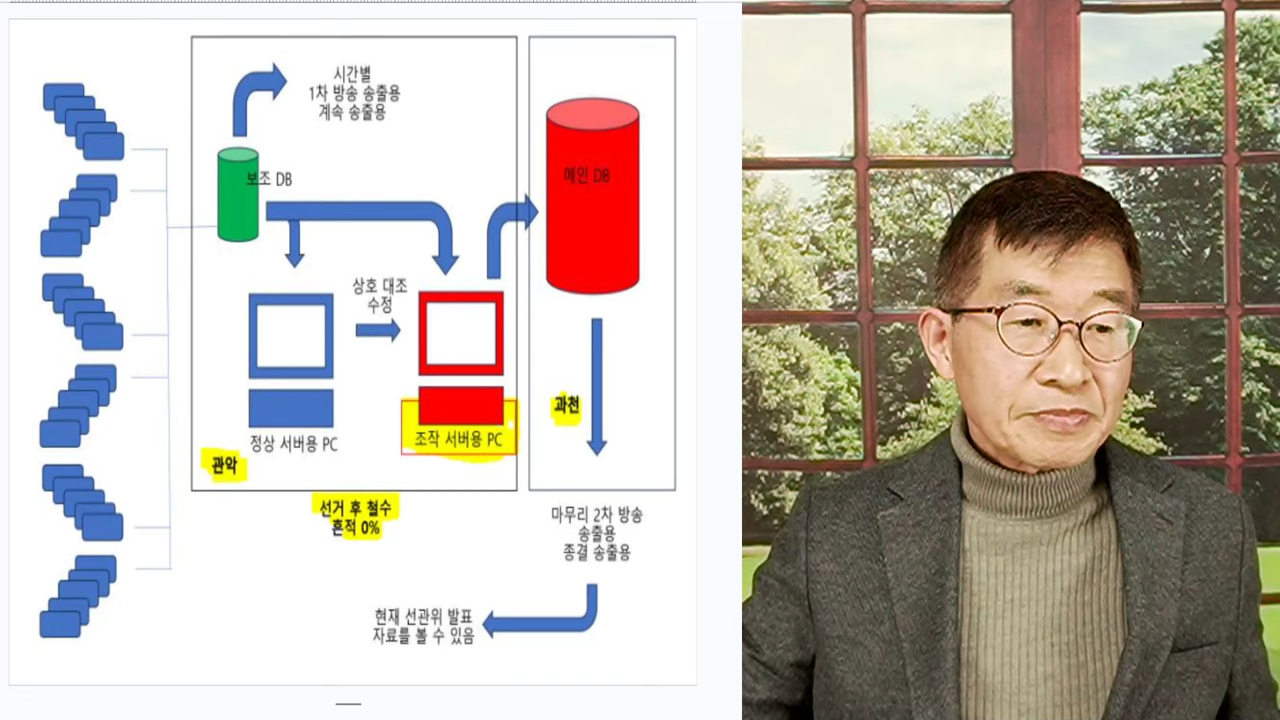 시간별
1차 방송 송출용
계속 송출용
보조 DB
메인 DB
상호 대조
수정
정상 서버용 PC
조작 서버용 PC
관악
과천
선거 후 철수
흔적 0%
마무리 2차 방송
송출용
종결 송출용
현재 선관위 발표
자료를 볼 수 있음